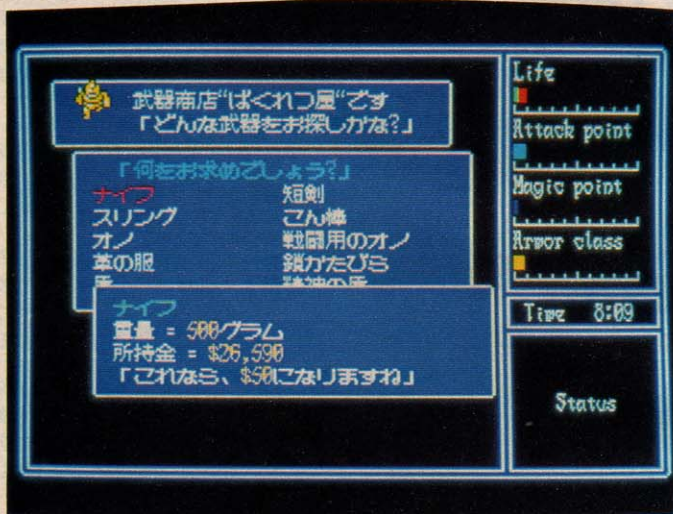 武器商店“ばくれつ屋“です
「どんな武器をお探しかな？」
「何をお求めでしょう？」
ナイフ 短剣
スリング こん棒
オノ 戦闘用のオノ
革の服 鎖かたびら
ナイフ
重量 = 500グラム
所持金 = $26,590
「これなら、$50になりますね」
Life
Attack point
Magic point
Armor class
Time 8:09
Status